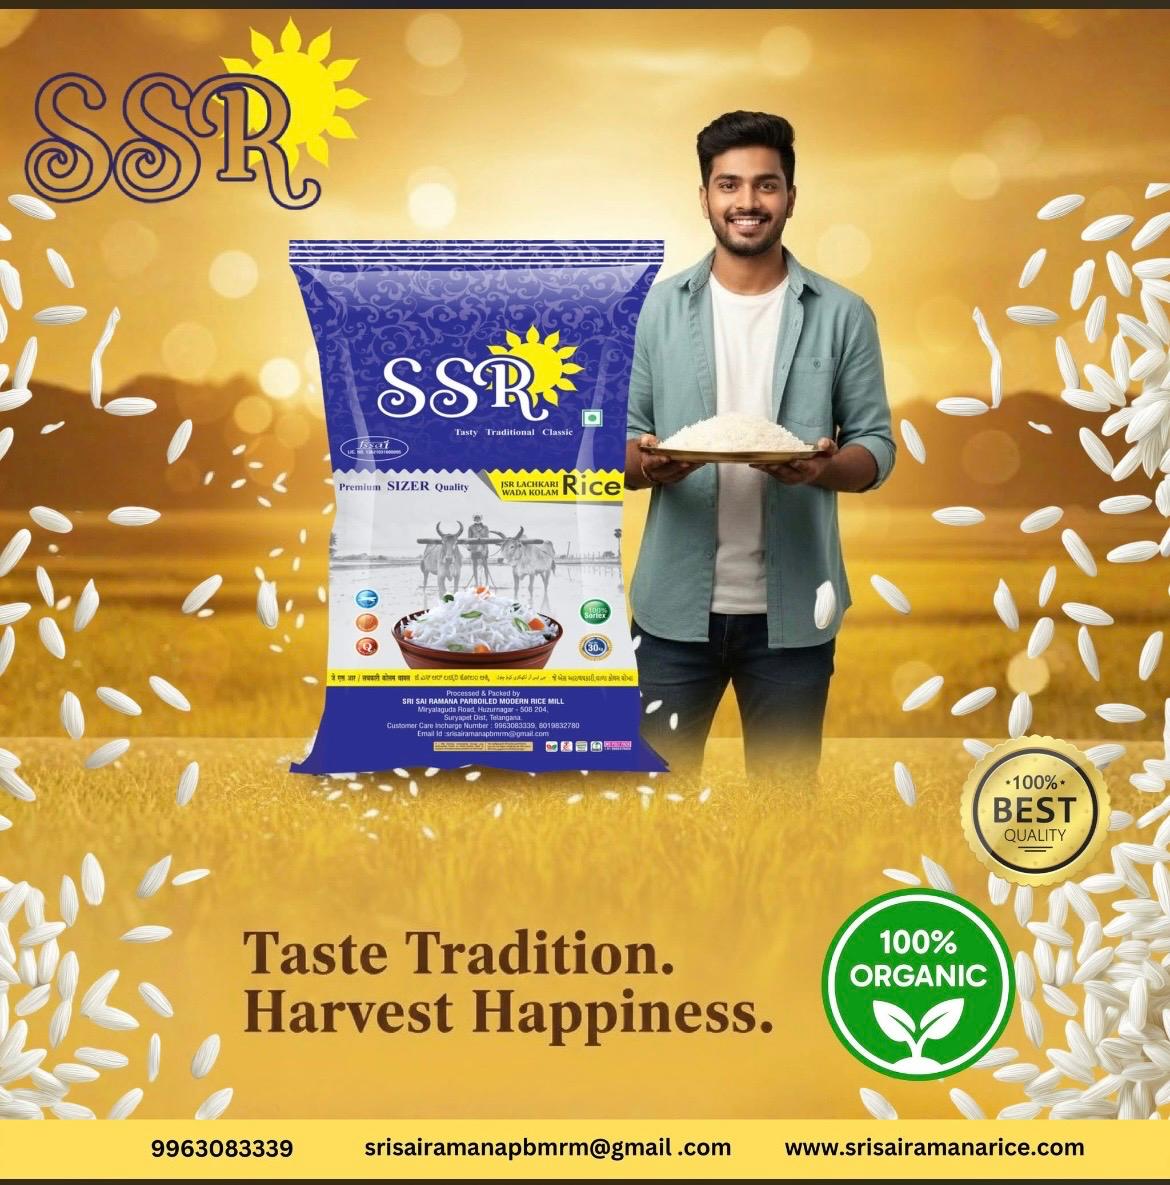 SSR
SSR
Tasty Traditional Classic
fssai
Premium SIZER Quality
JSR LACHKARI
WADA KOLAM Rice
100%
Sortex
30
Processed & Packed by
SRI SAI RAMANA PARBOILED MODERN RICE MILL
Miryalaguda Road, Huzurnagar - 508 204,
Suryapet Dist, Telangana.
Customer Care Incharge Number : 9963083339, 8019832780
Email Id :srisairamanapbmrm@gmail.com
100%
BEST
QUALITY
100%
ORGANIC
Taste Tradition.
Harvest Happiness.
9963083339 srisairamanapbmrm@gmail .com www.srisairamanarice.com